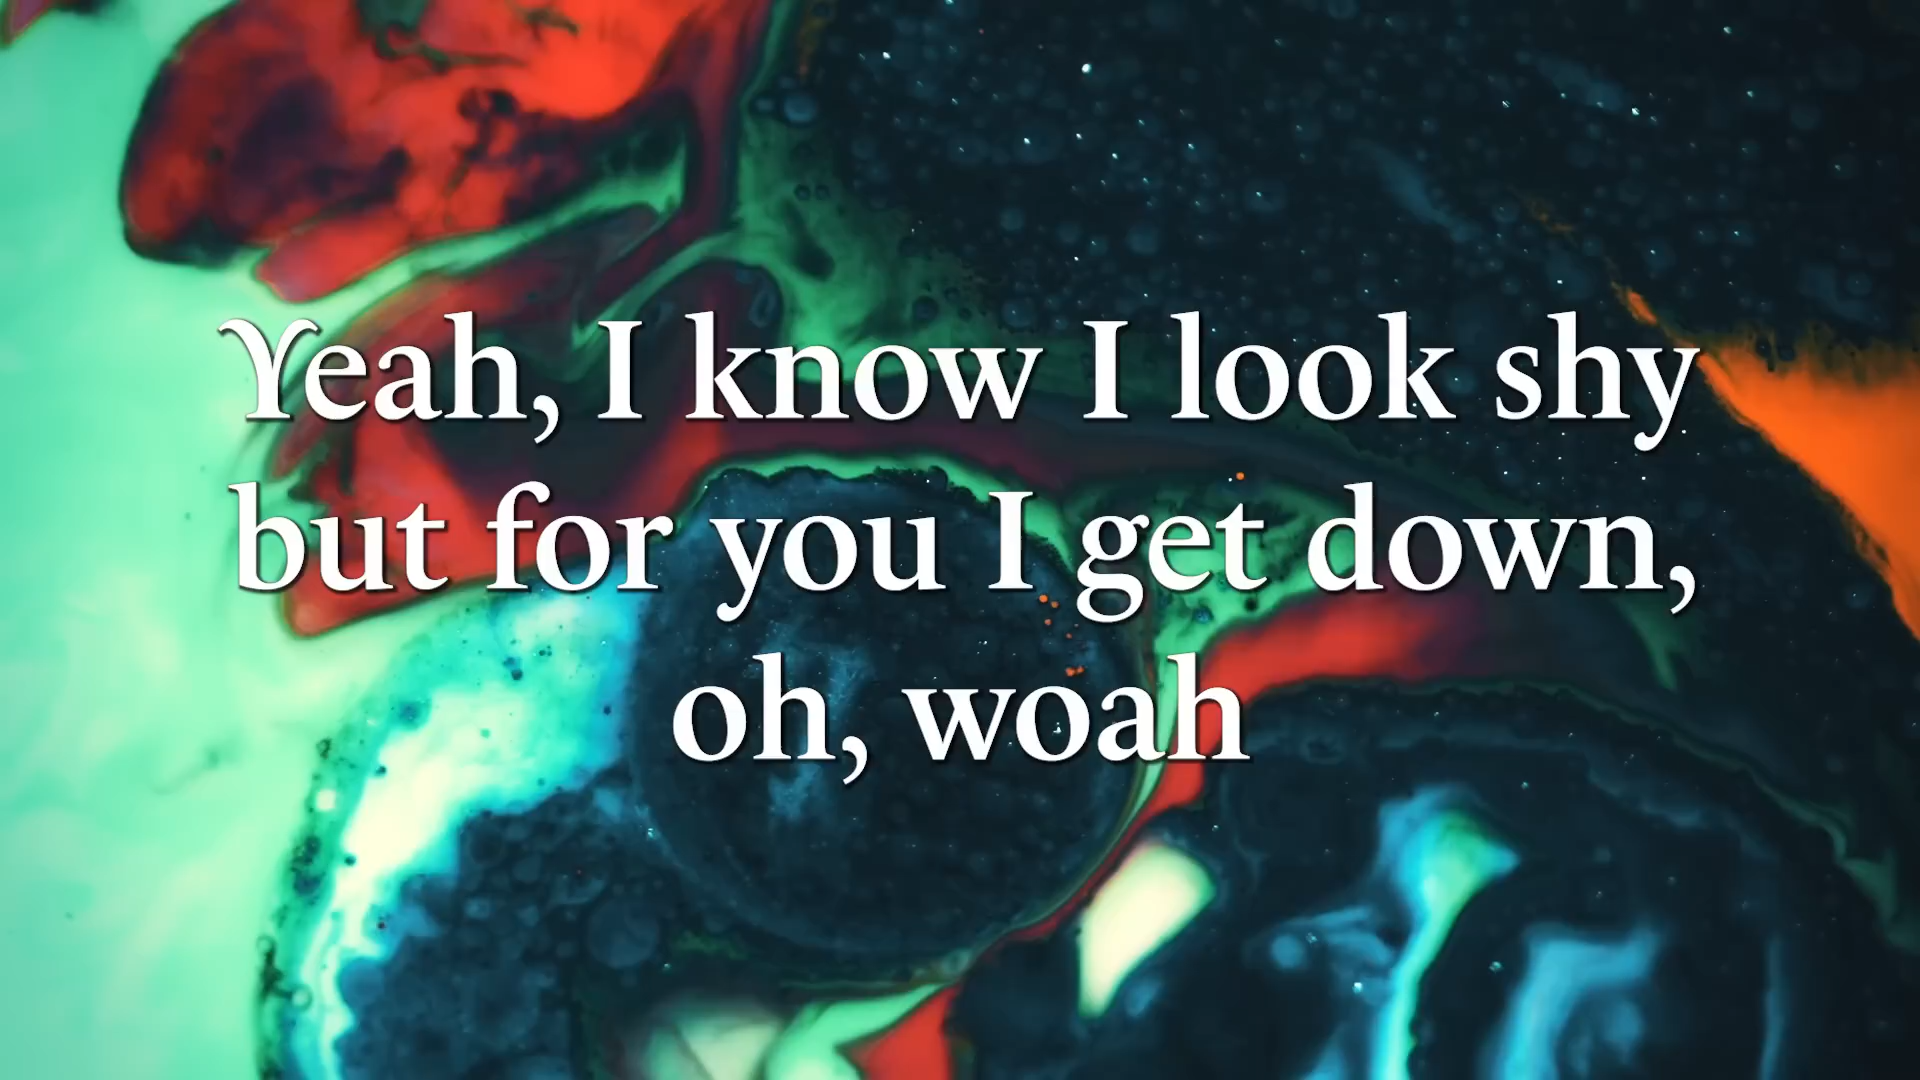 Yeah, I know I look shy
but for you I get down,
oh, woah